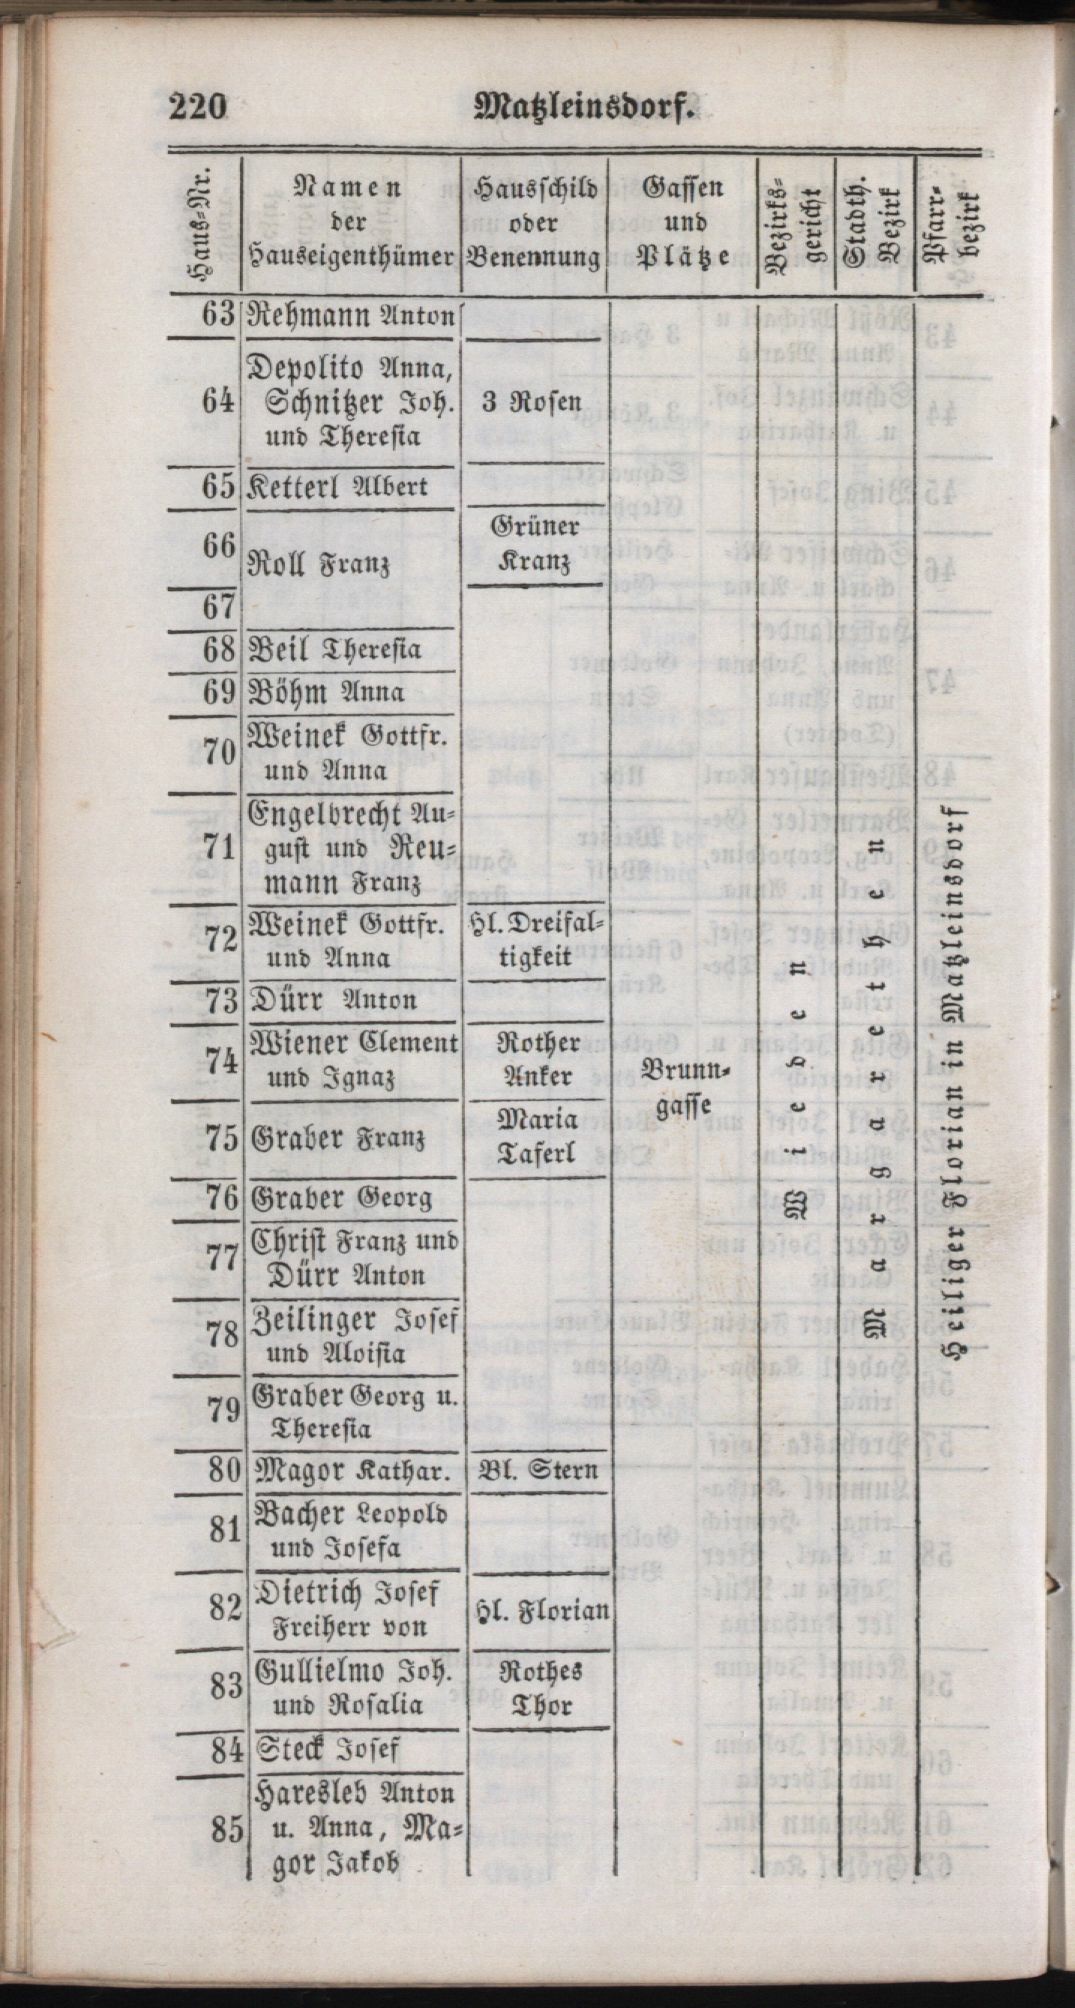 220 Matzleinsdorf.
Haus-Nr.
Namen
der
Hauseigenthümer
Hausschild
oder
Benennung
Gassen
und
Plätze
Bezirks-
gericht
Stadth.
Bezirk
Pfarr-
bezirk
63 Rehmann Anton
Depolito Anna,
64 Schnitzer Joh. 3 Rosen
und Theresia
65 Ketterl Albert
Grüner
66 Roll Franz Kranz
67
68 Beil Theresia
69 Böhm Anna
70 Weinek Gottfr.
und Anna
Engelbrecht Au-
71 gust und Reu-
mann Franz
72 Weinek Gottfr. Hl. Dreifal-
und Anna tigkeit
73 Dürr Anton
74 Wiener Clement Rother
und Ignaz Anker
Brunn-
gasse
75 Graber Franz Maria
Taferl
76 Graber Georg
77 Christ Franz und
Dürr Anton
78 Zeilinger Josef
und Aloisia
79 Graber Georg u.
Theresia
80 Magor Kathar. Bl. Stern
81 Bacher Leopold
und Josefa
82 Dietrich Josef Hl. Florian
Freiherr von
83 Gullielmo Joh. Rothes
und Rosalia Thor
84 Steck Josef
Haresleb Anton
85 u. Anna, Ma-
gor Jakob
Wieden
Margarethen
Heiliger Florian in Matzleinsdorf